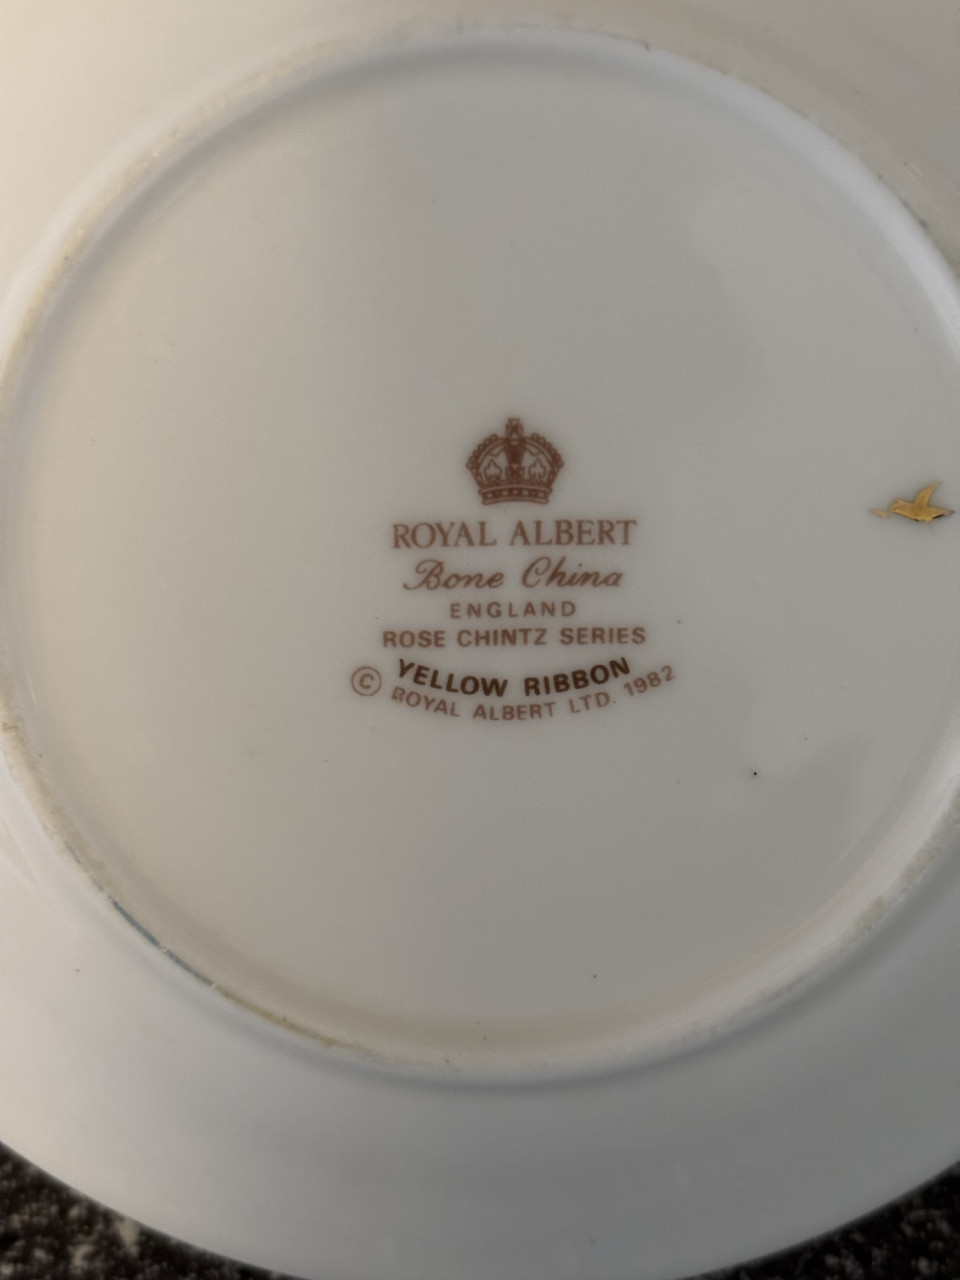 ROYAL ALBERT
Bone China
ENGLAND
ROSE CHINTZ SERIES
YELLOW RIBBON
© ROYAL ALBERT LTD. 1982